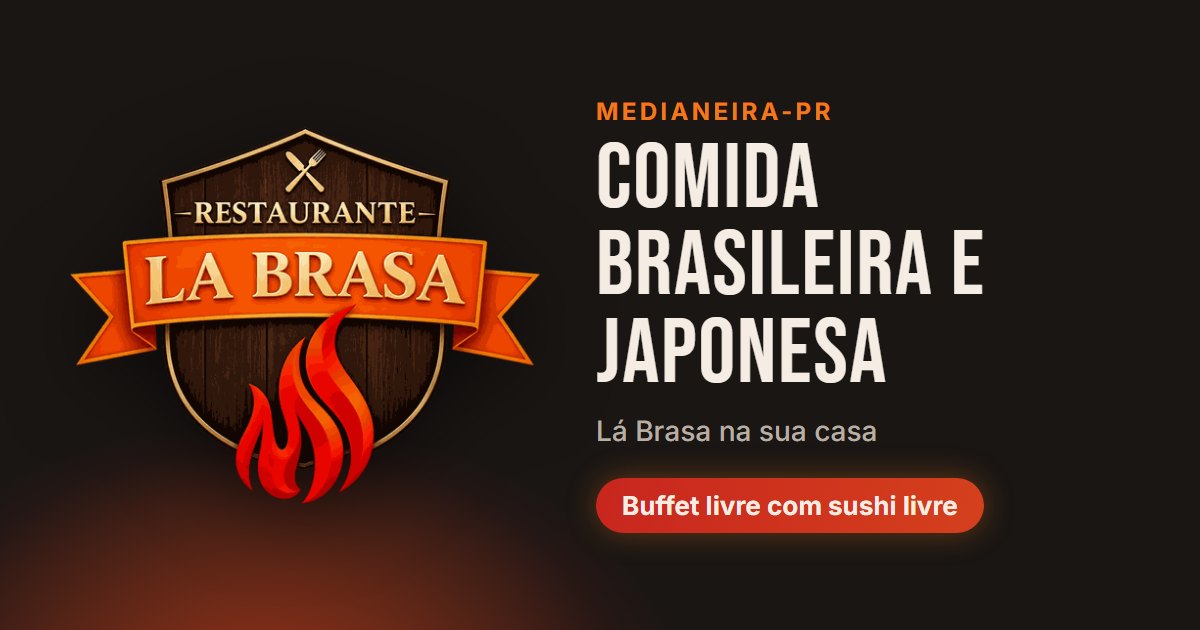 RESTAURANTE
LA BRASA
MEDIANEIRA-PR
COMIDA
BRASILEIRA E
JAPONESA
Lá Brasa na sua casa
Buffet livre com sushi livre